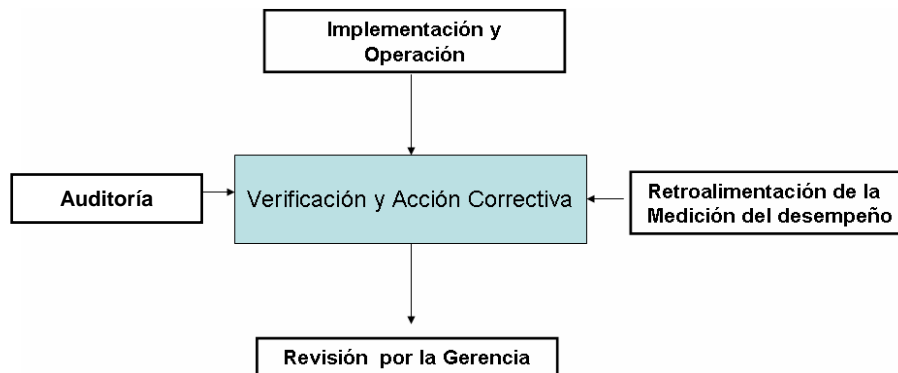 Implementación y
Operación
Auditoría
Verificación y Acción Correctiva
Retroalimentación de la
Medición del desempeño
Revisión por la Gerencia